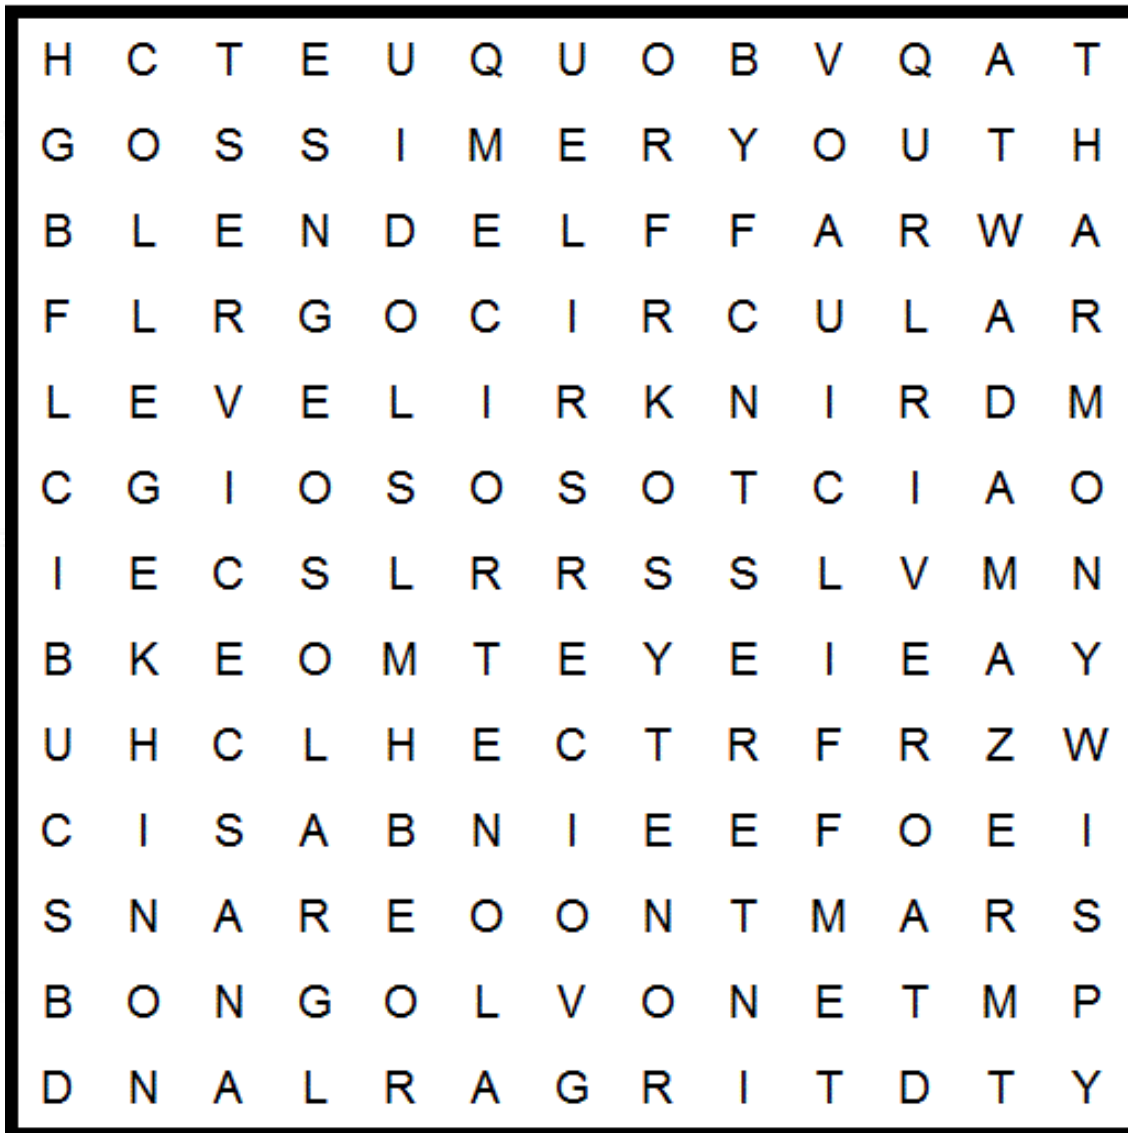 H C T E U Q U O B V Q A T
G O S S I M E R Y O U T H
B L E N D E L F F A R W A
F L R G O C I R C U L A R
L E V E L I R K N I R D M
C G I O S O S O T C I A O
I E C S L R R S S L V M N
B K E O M T E Y E I E A Y
U H C L H E C T R F R Z W
C I S A B N I E E F O E I
S N A R E O O N T M A R S
B O N G O L V O N E T M P
D N A L R A G R I T D T Y